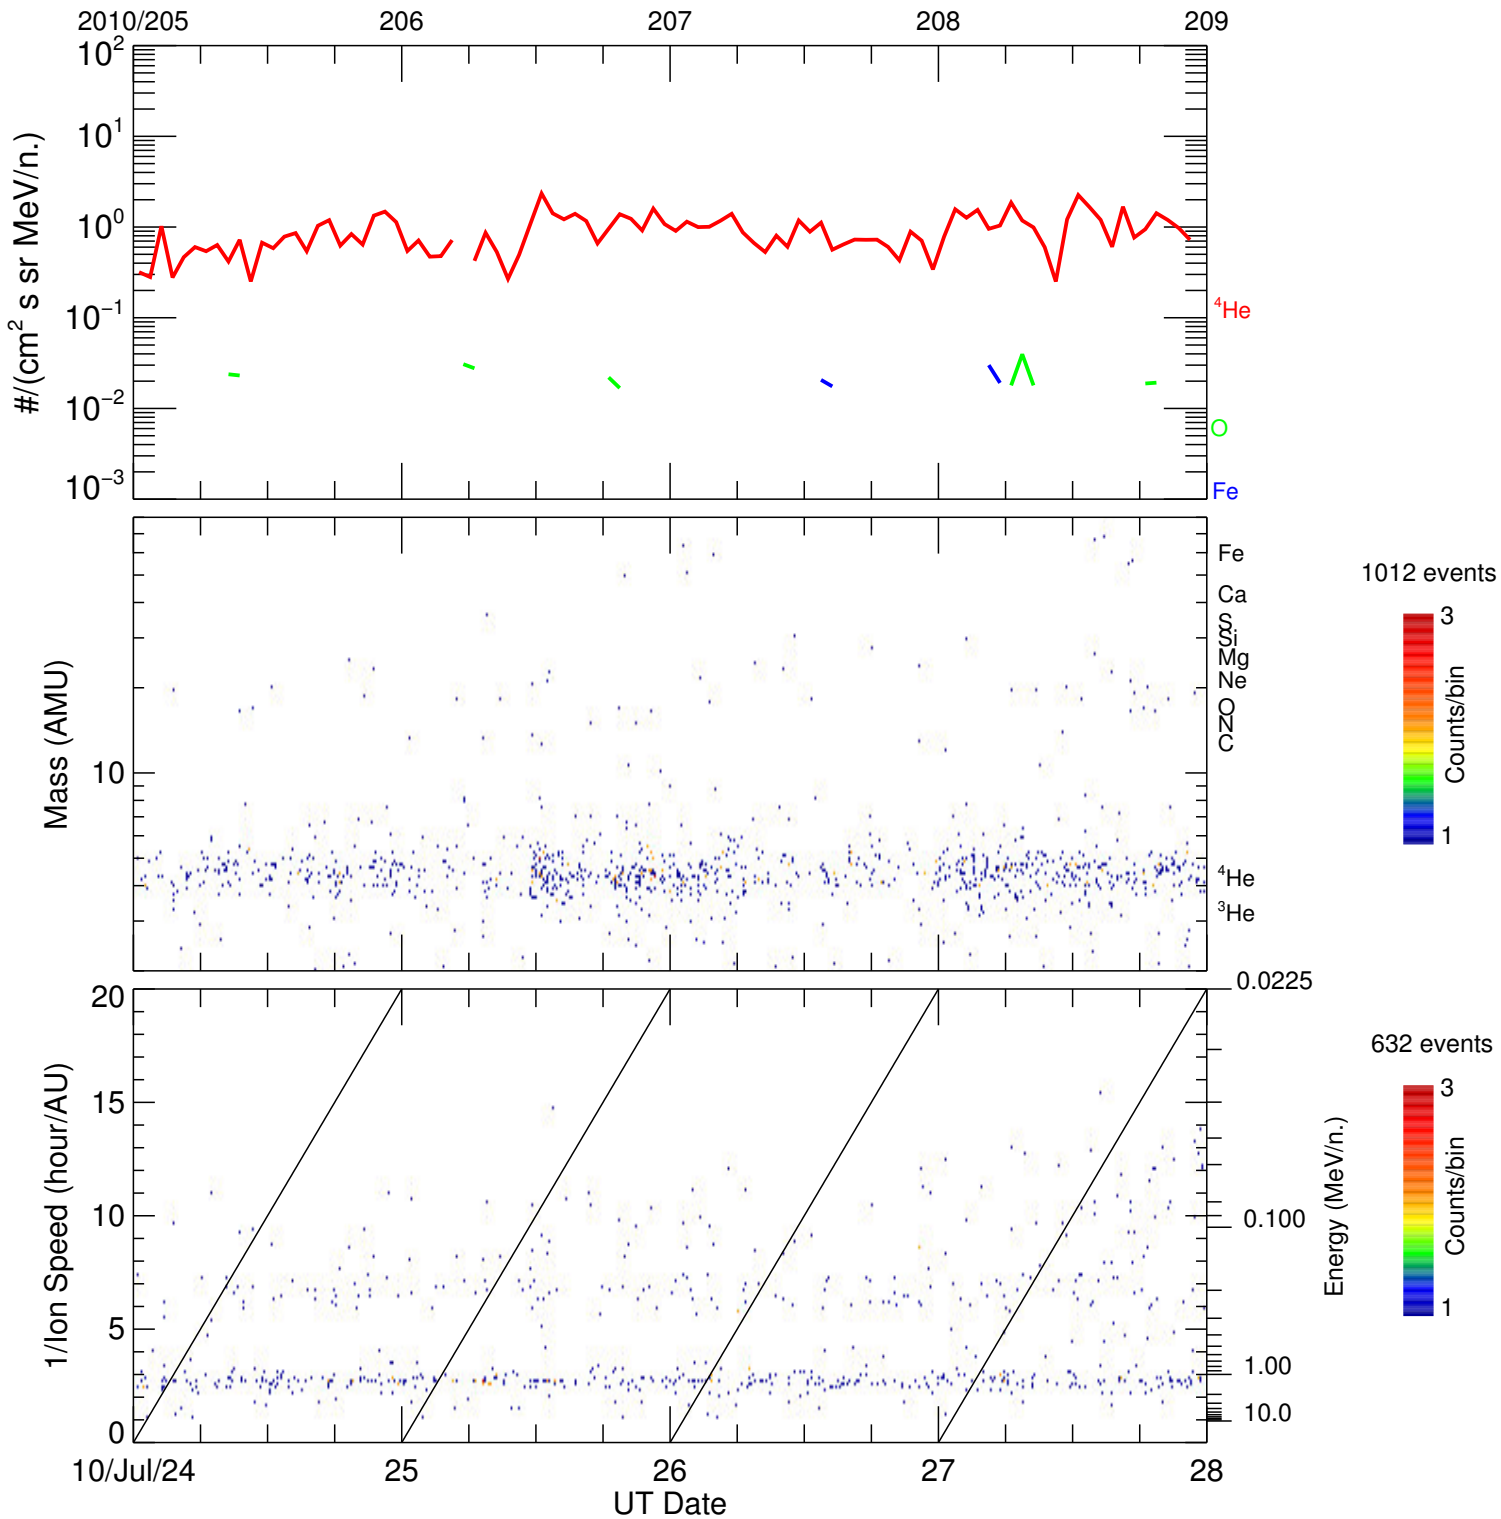 2010/205 206 207 208 209
10² 10¹ 10⁰ 10⁻¹ 10⁻² 10⁻³
#/(cm² s sr MeV/n.)
⁴He
O
Fe
Mass (AMU)
10
Fe
Ca
S
Si
Mg
Ne
O
N
C
⁴He
³He
1012 events
3
Counts/bin
1
1/Ion Speed (hour/AU)
20
15
10
5
0
0.0225
0.100
1.00
10.0
Energy (MeV/n.)
632 events
3
Counts/bin
1
10/Jul/24 25 26 27 28
UT Date